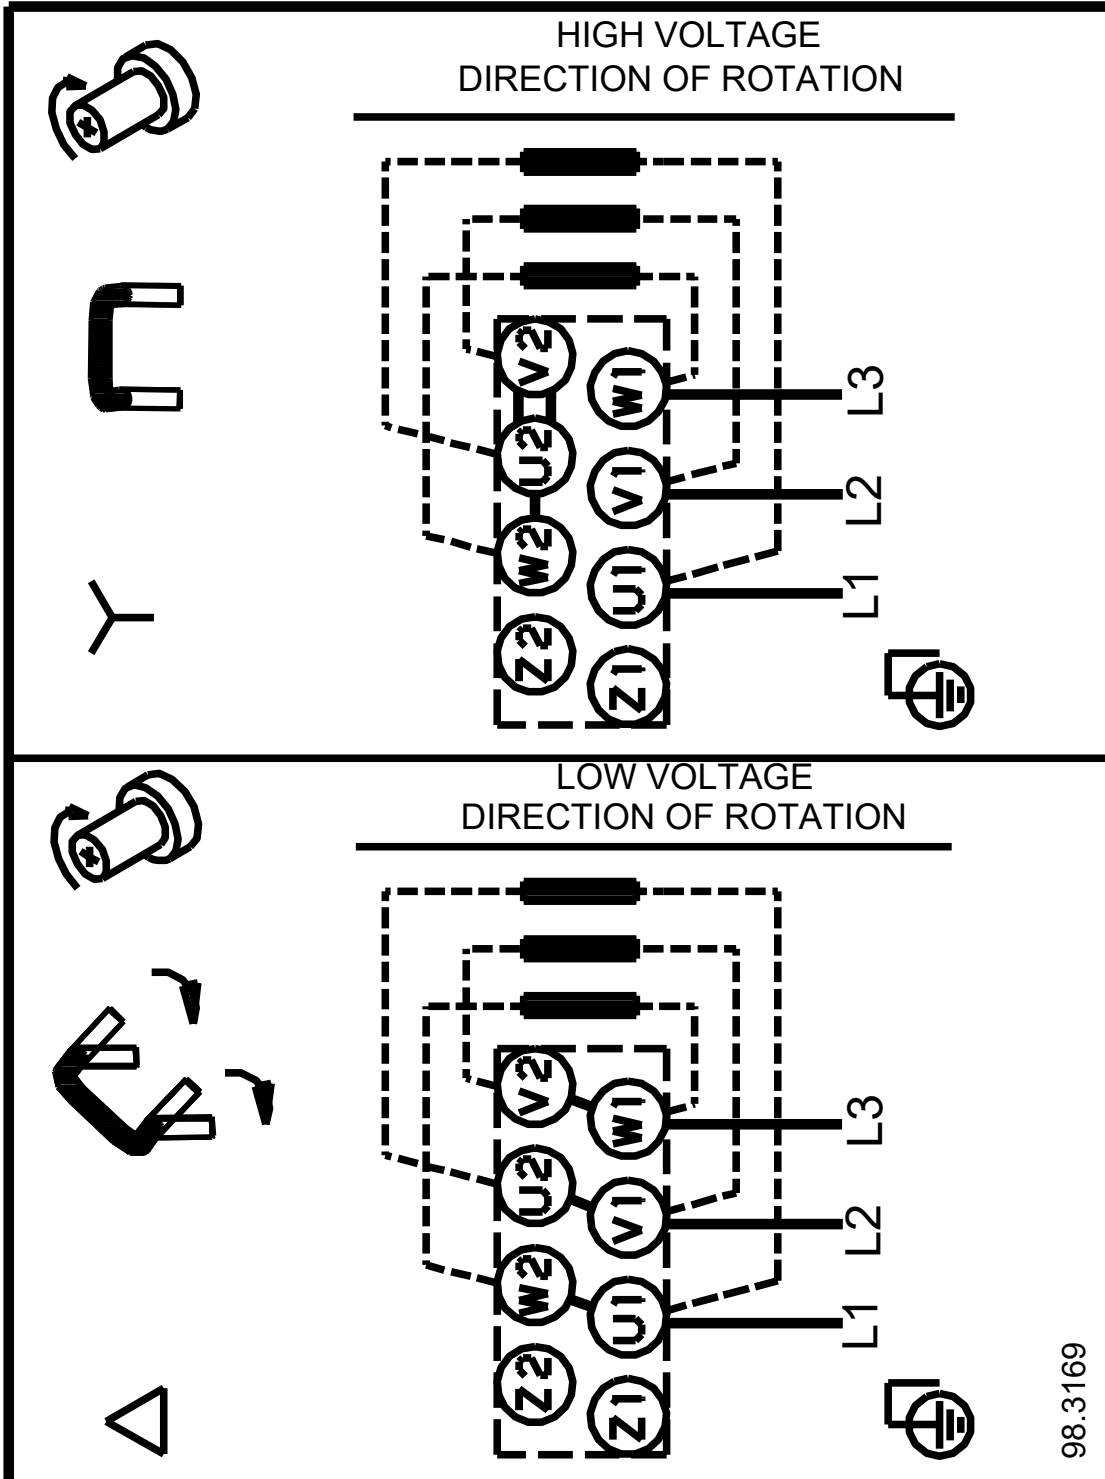 HIGH VOLTAGE
DIRECTION OF ROTATION
V2
W1
L3
U2
V1
L2
W2
U1
L1
Z2
Z1
LOW VOLTAGE
DIRECTION OF ROTATION
V2
W1
L3
U2
V1
L2
W2
U1
L1
Z2
Z1
98.3169